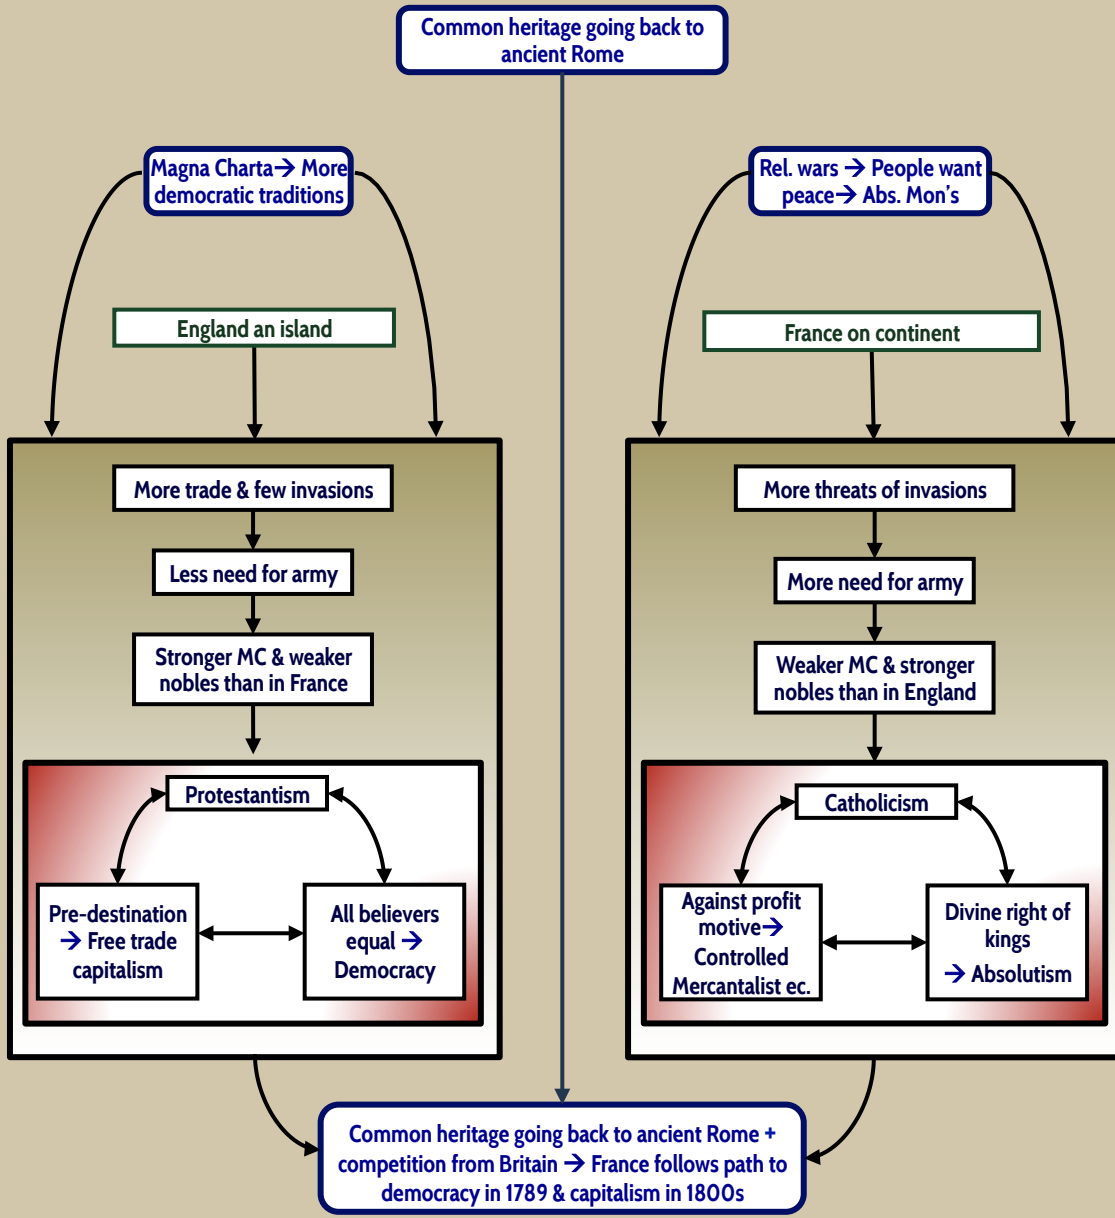 Common heritage going back to
ancient Rome
Magna Charta→ More
democratic traditions
England an island
More trade & few invasions
Less need for army
Stronger MC & weaker
nobles than in France
Protestantism
Pre-destination
→ Free trade
capitalism
All believers
equal →
Democracy
Rel. wars → People want
peace→ Abs. Mon's
France on continent
More threats of invasions
More need for army
Weaker MC & stronger
nobles than in England
Catholicism
Against profit
motive→
Controlled
Mercantalist ec.
Divine right of
kings
→ Absolutism
Common heritage going back to ancient Rome +
competition from Britain → France follows path to
democracy in 1789 & capitalism in 1800s